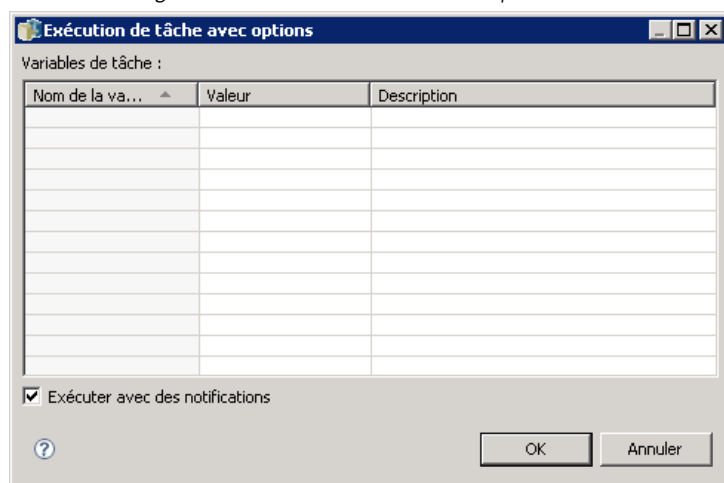 Exécution de tâche avec options
Variables de tâche :
Nom de la va... Valeur Description
Exécuter avec des notifications
? OK Annuler